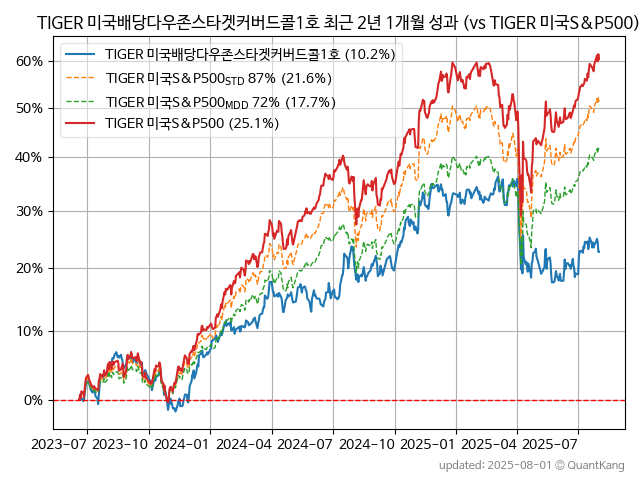 TIGER 미국배당다우존스타겟커버드콜1호 최근 2년 1개월 성과 (vs TIGER 미국S&P500)
TIGER 미국배당다우존스타겟커버드콜1호 (10.2%)
TIGER 미국S&P500STD 87% (21.6%)
TIGER 미국S&P500MDD 72% (17.7%)
TIGER 미국S&P500 (25.1%)
60%
50%
40%
30%
20%
10%
0%
2023-07 2023-10 2024-01 2024-04 2024-07 2024-10 2025-01 2025-04 2025-07
updated: 2025-08-01 © QuantKang